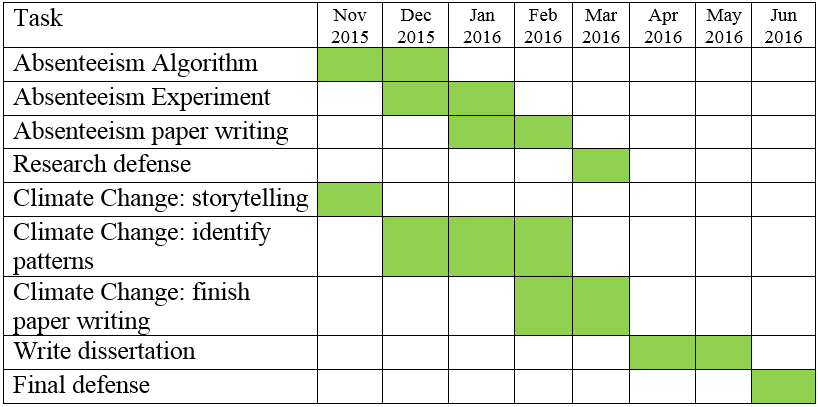 Task
Nov
2015
Dec
2015
Jan
2016
Feb
2016
Mar
2016
Apr
2016
May
2016
Jun
2016
Absenteeism Algorithm
Absenteeism Experiment
Absenteeism paper writing
Research defense
Climate Change: storytelling
Climate Change: identify
patterns
Climate Change: finish
paper writing
Write dissertation
Final defense